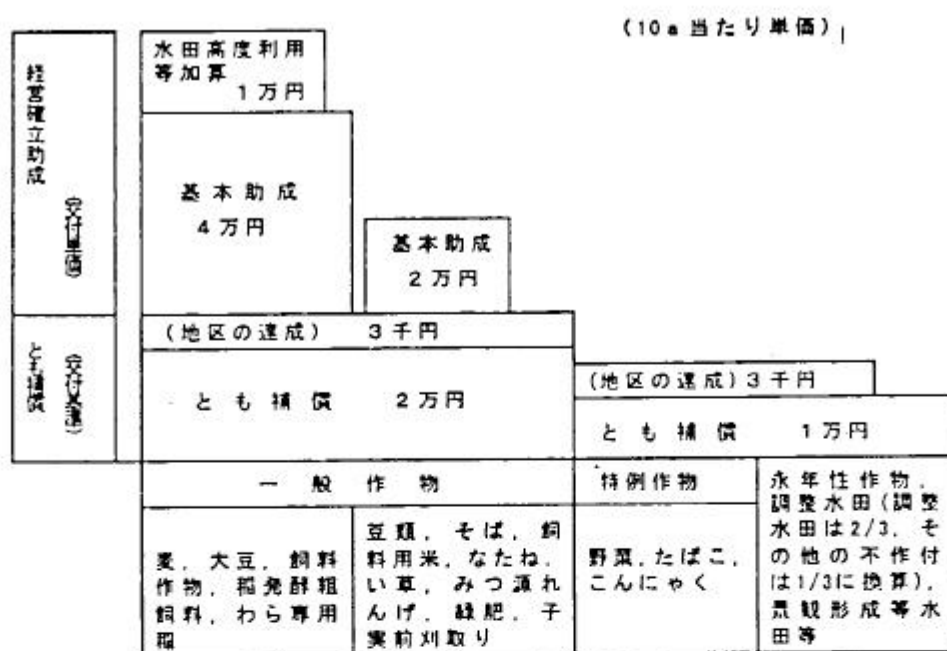 (10a当たり単価)
水田高度利用
等加算
1万円
経営確立助成
(交付単価)
基本助成
4万円
基本助成
2万円
(地区の達成) 3千円
とも補償
(交付基準)
とも補償 2万円
(地区の達成)3千円
とも補償 1万円
一般作物
特例作物
麦,大豆,飼料
作物,稲発酵粗
飼料,わら専用
稲
豆類,そば,飼
料用米,なたね,
い草,みつ源れ
んげ,緑肥,子
実前刈取り
野菜,たばこ,
こんにゃく
永年性作物,
調整水田(調整
水田は2/3,そ
の他の不作付
は1/3に換算),
景観形成等水
田等